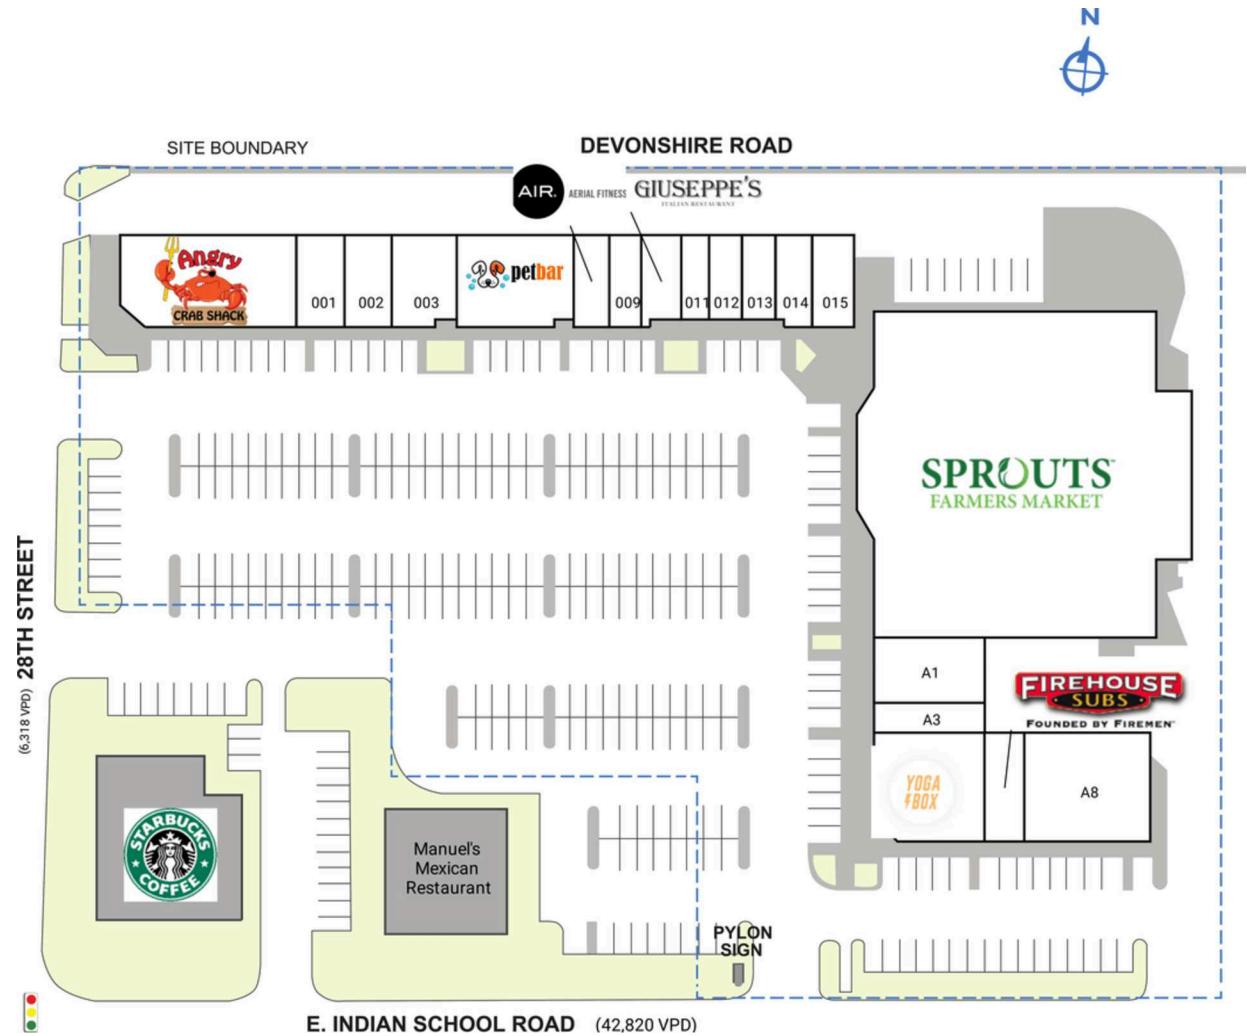 N
SITE BOUNDARY
DEVONSHIRE ROAD
AIR.
AERIAL FITNESS
GIUSEPPE'S
ITALIAN RESTAURANT
Angry
CRAB SHACK
001
002
003
petbar
009
011
012
013
014
015
SPROUTS
FARMERS MARKET
28TH STREET
(6,318 VPD)
A1
A3
FIREHOUSE
SUBS
FOUNDED BY FIREMEN
YOGA
BOX
A8
STARBUCKS
COFFEE
Manuel's
Mexican
Restaurant
PYLON
SIGN
E. INDIAN SCHOOL ROAD (42,820 VPD)